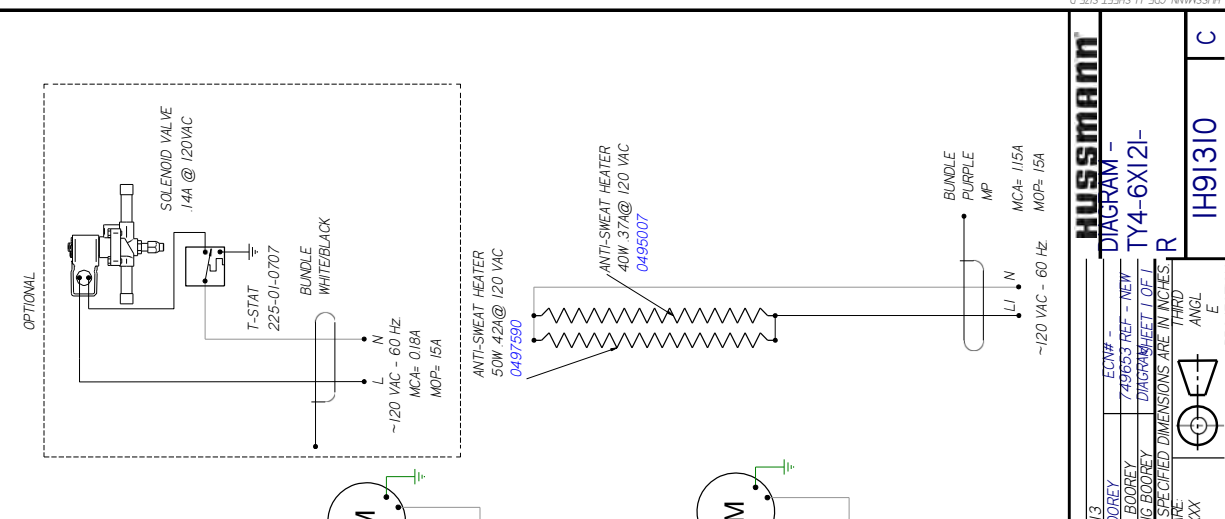 OPTIONAL
SOLENOID VALVE
.14A @ 120VAC
T-STAT
225-01-0707
BUNDLE
WHITE/BLACK
L N
~120 VAC - 60 Hz.
MCA= 0.18A
MOP= 15A
ANTI-SWEAT HEATER
50W .42A@ 120 VAC
0497590
ANTI-SWEAT HEATER
40W .37A@ 120 VAC
0495007
BUNDLE
PURPLE
MP
MCA= 1.15A
MOP= 15A
L1 N
~120 VAC - 60 Hz.
M
M
HUSSMANN
DIAGRAM -
TY4-6X12I-
R
1H91310
C
ECN# -
749653 REF - NEW
DIAGRAM
SHEET 1 OF 1
SPECIFIED DIMENSIONS ARE IN INCHES.
THIRD
ANGL
E
13
BOOREY
G BOOREY
XX